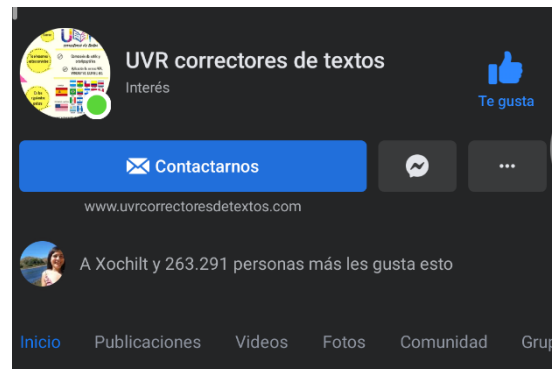 UVR correctores de textos
Interés
Te gusta
Contactarnos
www.uvrcorrectoresdetextos.com
A Xochilt y 263.291 personas más les gusta esto
Inicio Publicaciones Videos Fotos Comunidad Grup